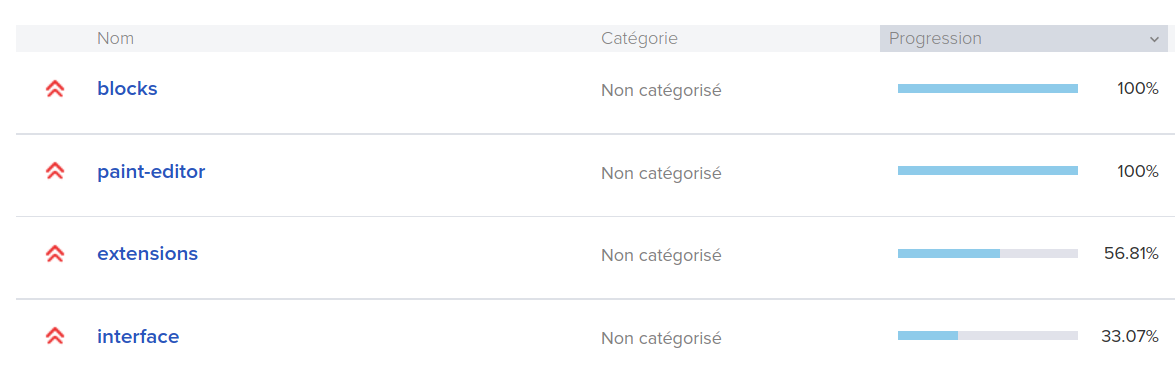 Nom Catégorie Progression
blocks Non catégorisé 100%
paint-editor Non catégorisé 100%
extensions Non catégorisé 56.81%
interface Non catégorisé 33.07%